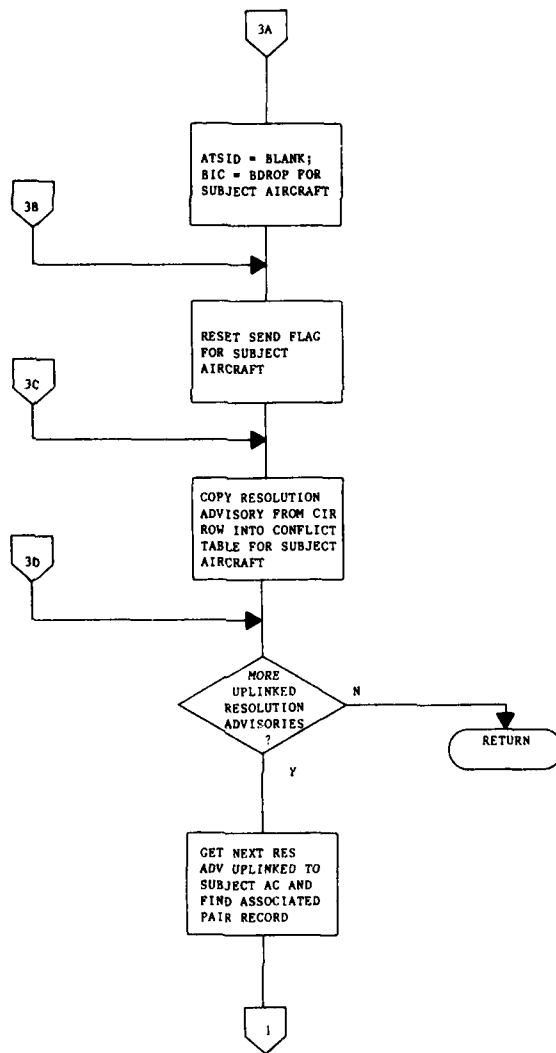 3A
ATSID = BLANK;
BIC = BDROP FOR
SUBJECT AIRCRAFT
3B
RESET SEND FLAG
FOR SUBJECT
AIRCRAFT
3C
COPY RESOLUTION
ADVISORY FROM CIR
ROW INTO CONFLICT
TABLE FOR SUBJECT
AIRCRAFT
3D
MORE
UPLINKED
RESOLUTION
ADVISORIES
?
N
RETURN
Y
GET NEXT RES
ADV UPLINKED TO
SUBJECT AC AND
FIND ASSOCIATED
PAIR RECORD
1